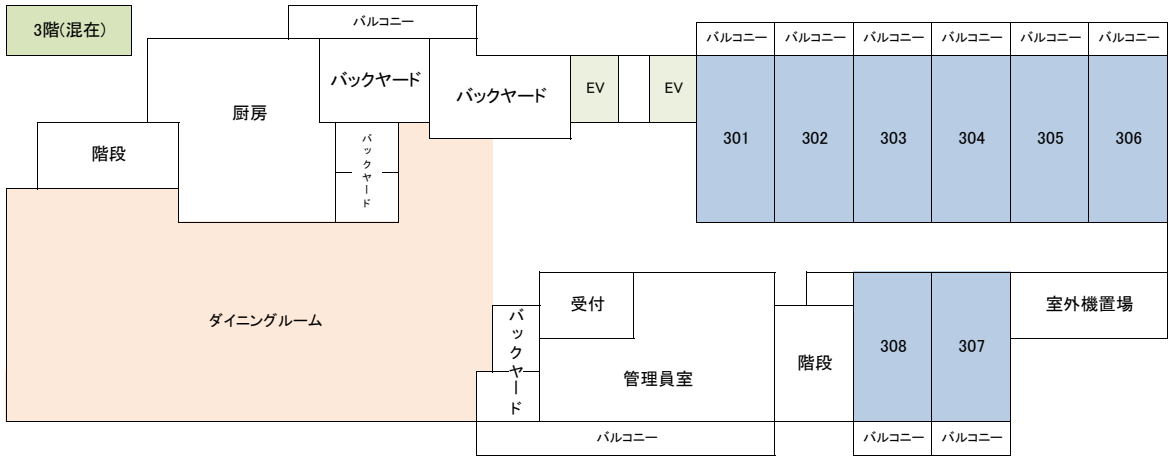 3階(混在)
バルコニー
バルコニー
バルコニー
バルコニー
バルコニー
バルコニー
バルコニー
厨房
バックヤード
バックヤード
EV
EV
階段
バックヤード
301
302
303
304
305
306
ダイニングルーム
バックヤード
受付
管理員室
階段
308
307
室外機置場
バルコニー
バルコニー
バルコニー